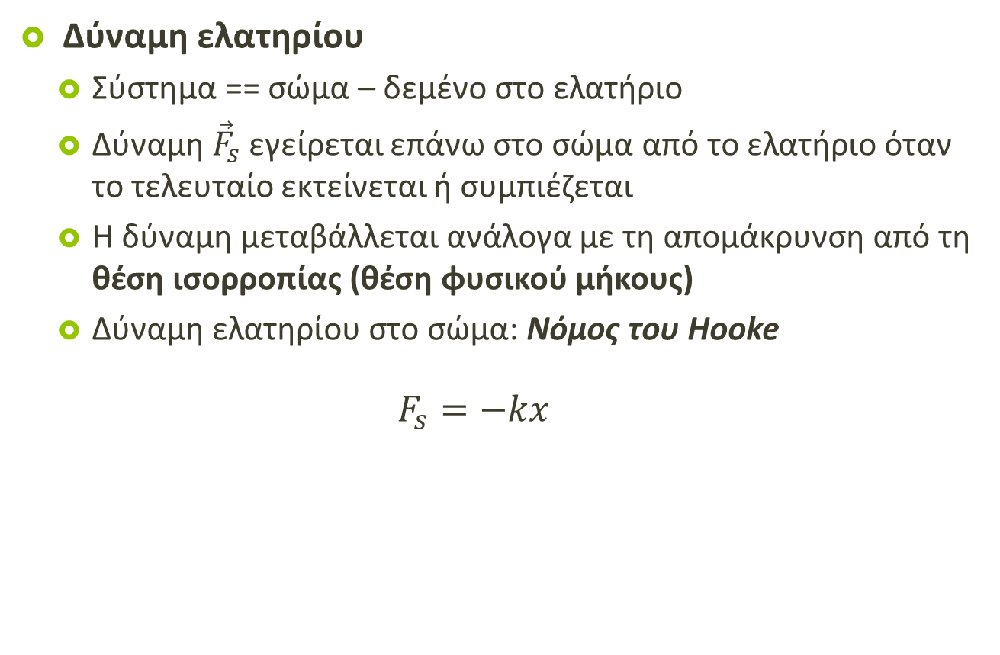 Δύναμη ελατηρίου
Σύστημα == σώμα – δεμένο στο ελατήριο
Δύναμη $\vec{F}_s$ εγείρεται επάνω στο σώμα από το ελατήριο όταν
το τελευταίο εκτείνεται ή συμπιέζεται
Η δύναμη μεταβάλλεται ανάλογα με τη απομάκρυνση από τη
θέση ισορροπίας (θέση φυσικού μήκους)
Δύναμη ελατηρίου στο σώμα: Νόμος του Hooke
$F_s = -kx$